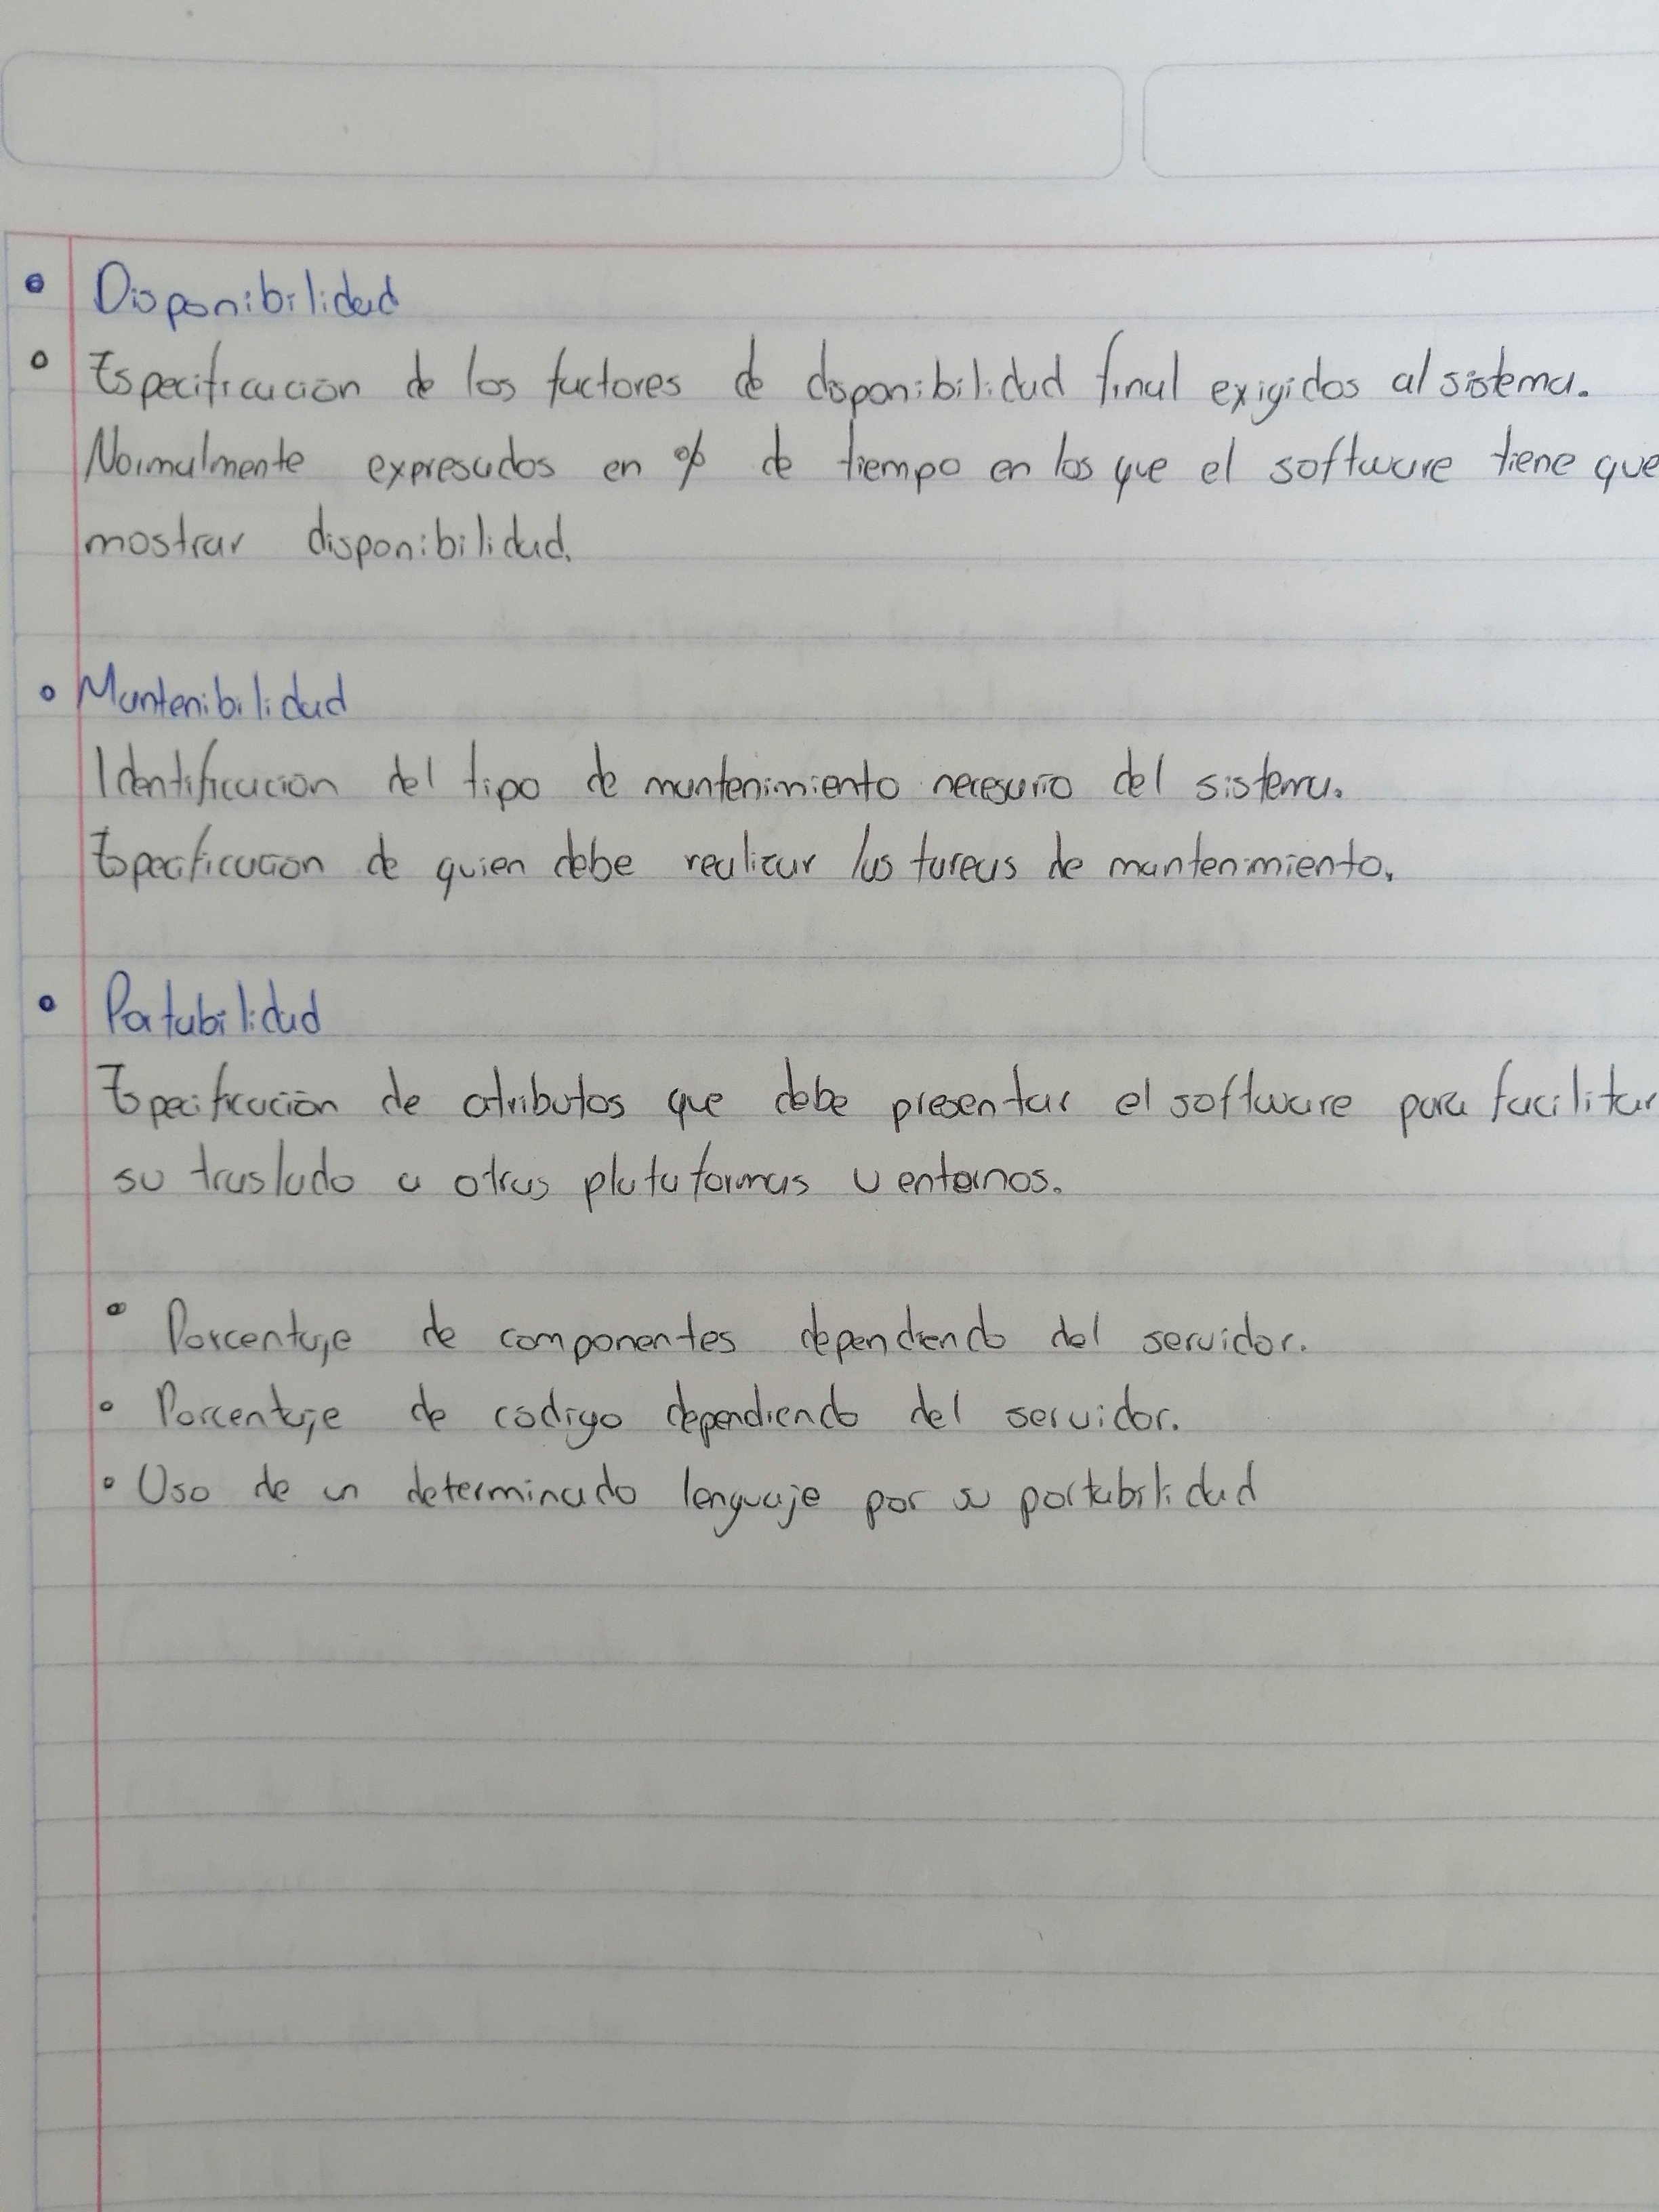 • Disponibilidad
• Especificación de los factores de disponibilidad final exigidos al sistema.
Normalmente expresados en % de tiempo en los que el software tiene que
mostrar disponibilidad.
• Mantenibilidad
Identificación del tipo de mantenimiento necesario del sistema.
Especificación de quien debe realizar las tareas de mantenimiento.
• Portabilidad
Especificación de atributos que debe presentar el software para facilitar
su traslado a otras plataformas u entornos.
• Porcentaje de componentes dependiendo del servidor.
• Porcentaje de código dependiendo del servidor.
• Uso de un determinado lenguaje por su portabilidad